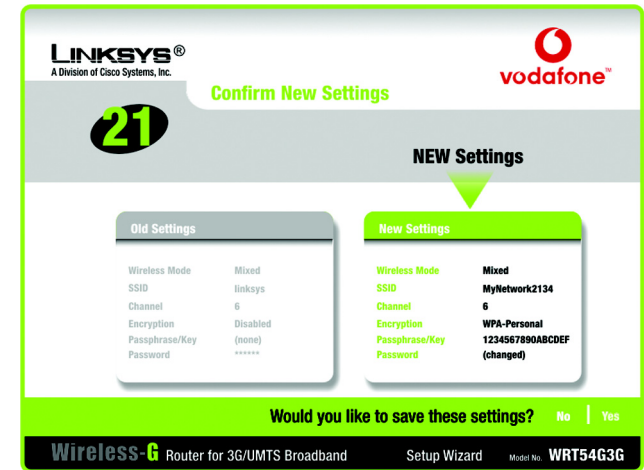 LINKSYS®
A Division of Cisco Systems, Inc.
vodafone™
Confirm New Settings
21
NEW Settings
Old Settings
Wireless Mode Mixed
SSID linksys
Channel 6
Encryption Disabled
Passphrase/Key (none)
Password ******
New Settings
Wireless Mode Mixed
SSID MyNetwork2134
Channel 6
Encryption WPA-Personal
Passphrase/Key 1234567890ABCDEF
Password (changed)
Would you like to save these settings? No | Yes
Wireless-G Router for 3G/UMTS Broadband Setup Wizard Model No. WRT54G3G